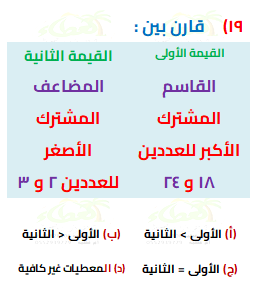 ١٩) قارن بين :
القيمة الأولى القيمة الثانية
القاسم المضاعف
المشترك المشترك
الأكبر للعددين الأصغر
١٨ و ٢٤ للعددين ٢ و ٣
(أ) الأولى > الثانية (ب) الأولى < الثانية
(ج) الأولى = الثانية (د) المعطيات غير كافية